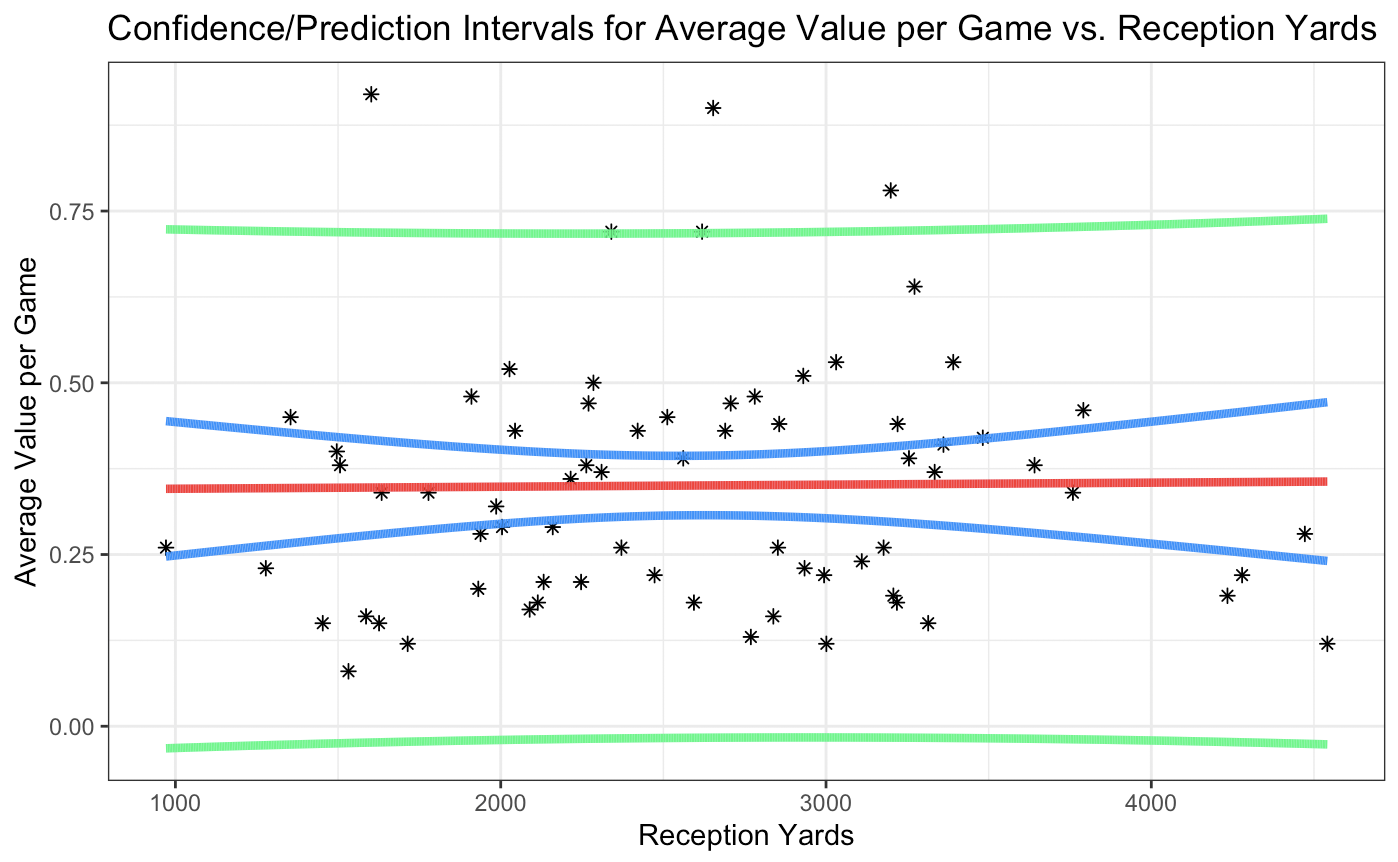 Confidence/Prediction Intervals for Average Value per Game vs. Reception Yards
Average Value per Game
0.75
0.50
0.25
0.00
1000 2000 3000 4000
Reception Yards